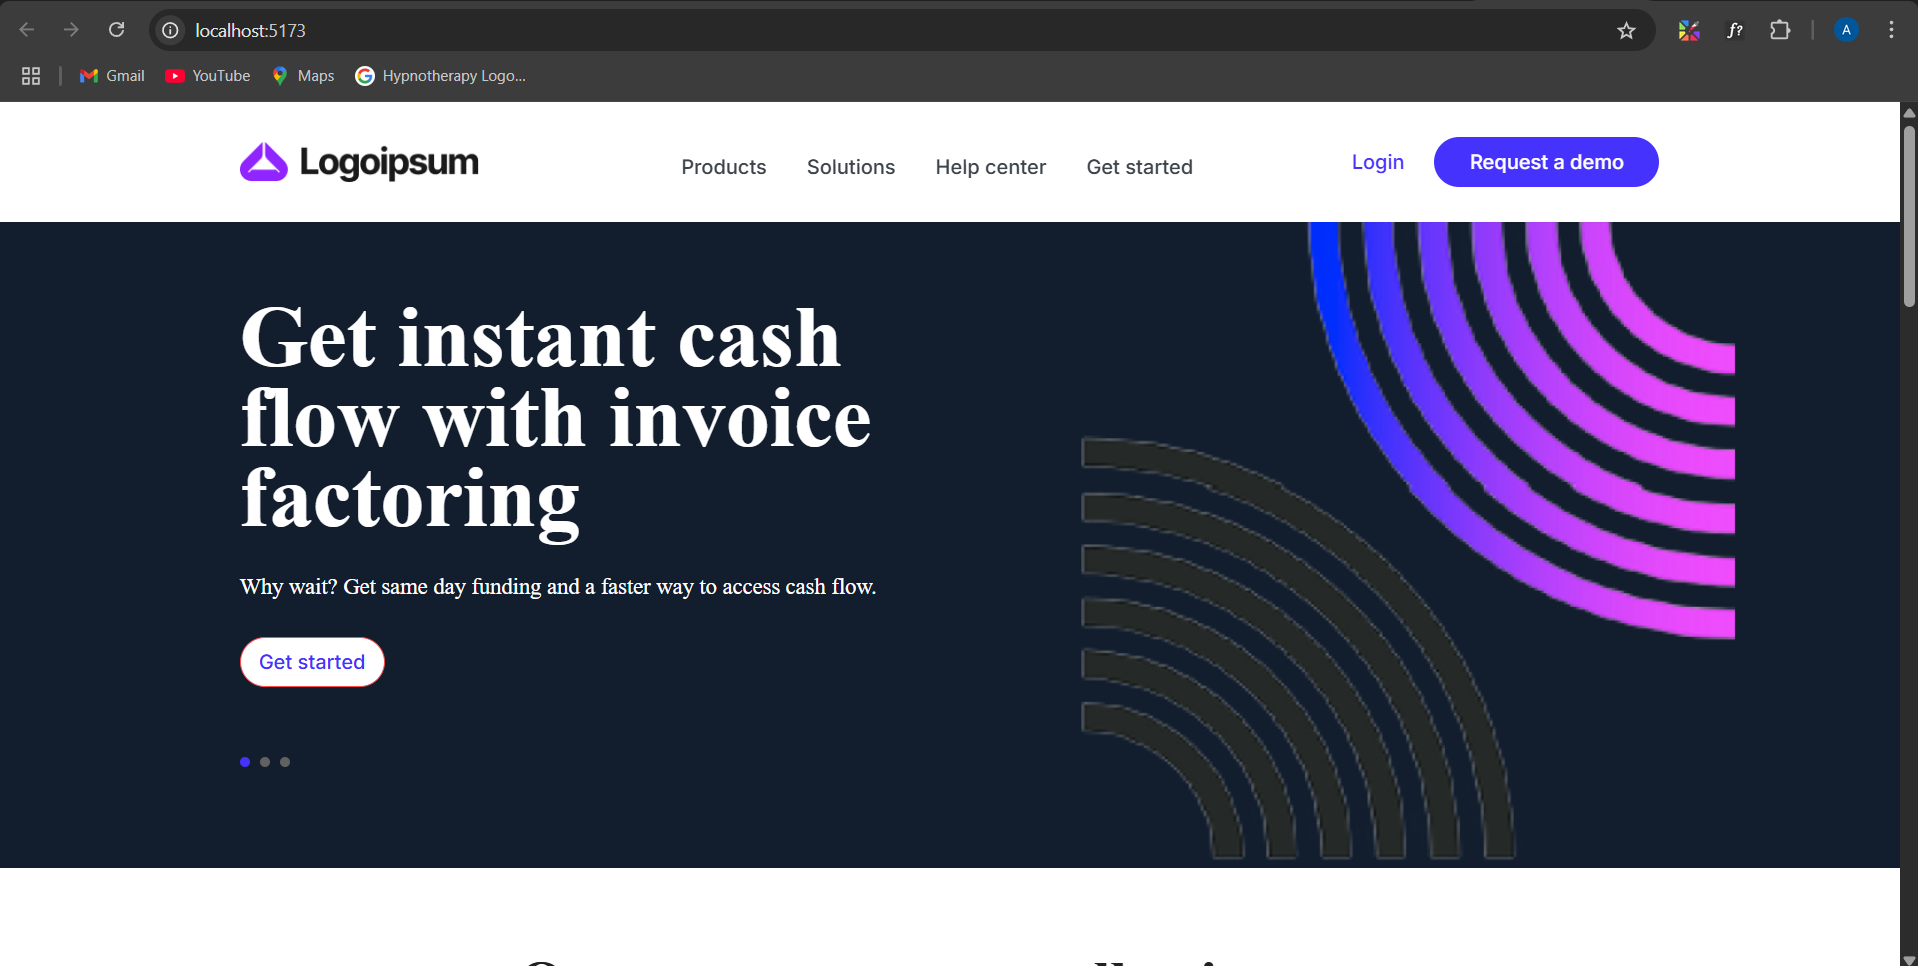 localhost:5173
Gmail
YouTube
Maps
Hypnotherapy Logo...
A
f?
Logoipsum
Products
Solutions
Help center
Get started
Login
Request a demo
Get instant cash
flow with invoice
factoring
Why wait? Get same day funding and a faster way to access cash flow.
Get started